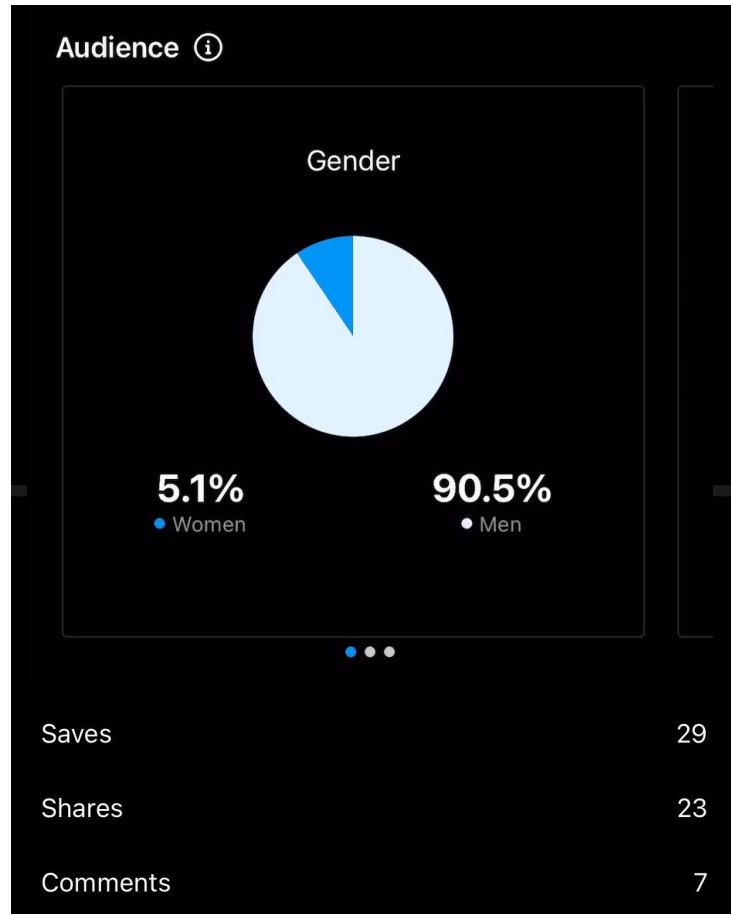 Audience
Gender
5.1% 90.5%
Women Men
Saves 29
Shares 23
Comments 7